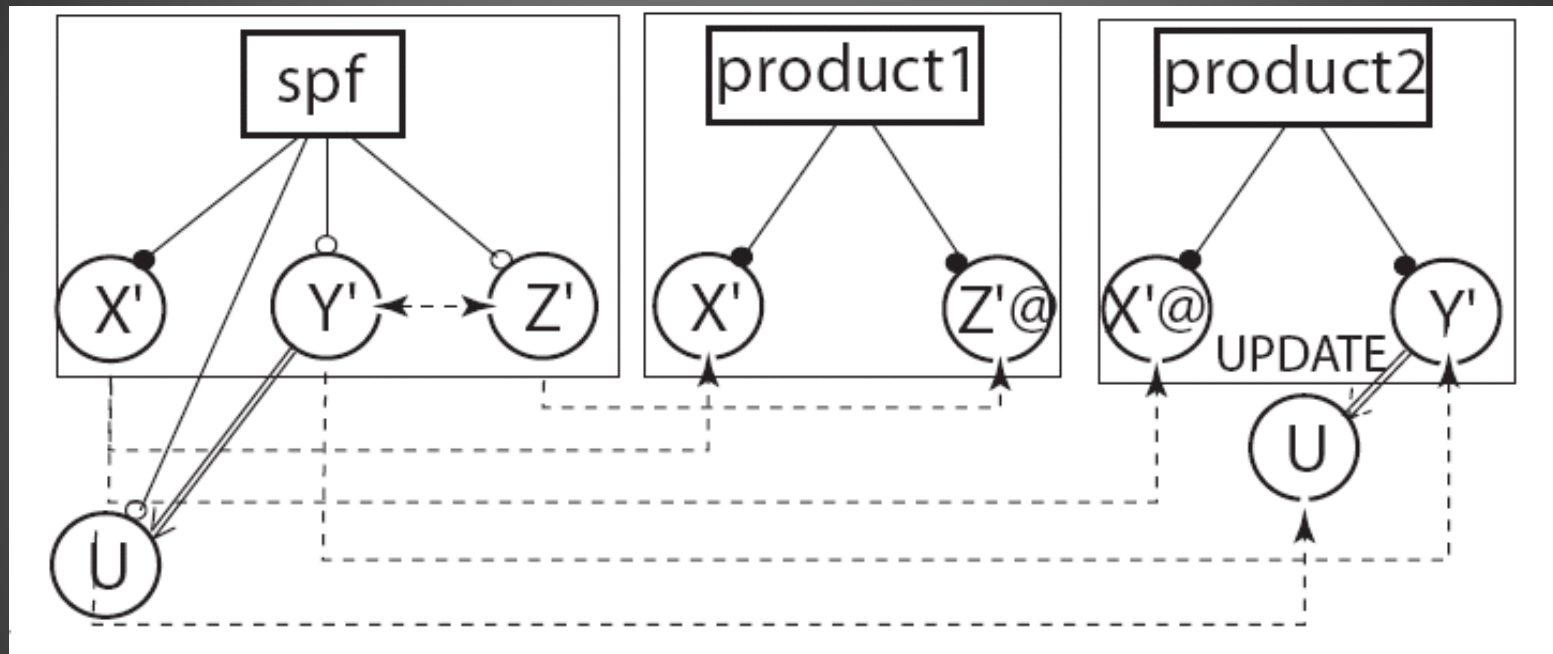 spf
product1
product2
X'
Y'
Z'
X'
Z'@
X'@
Y'
UPDATE
U
U